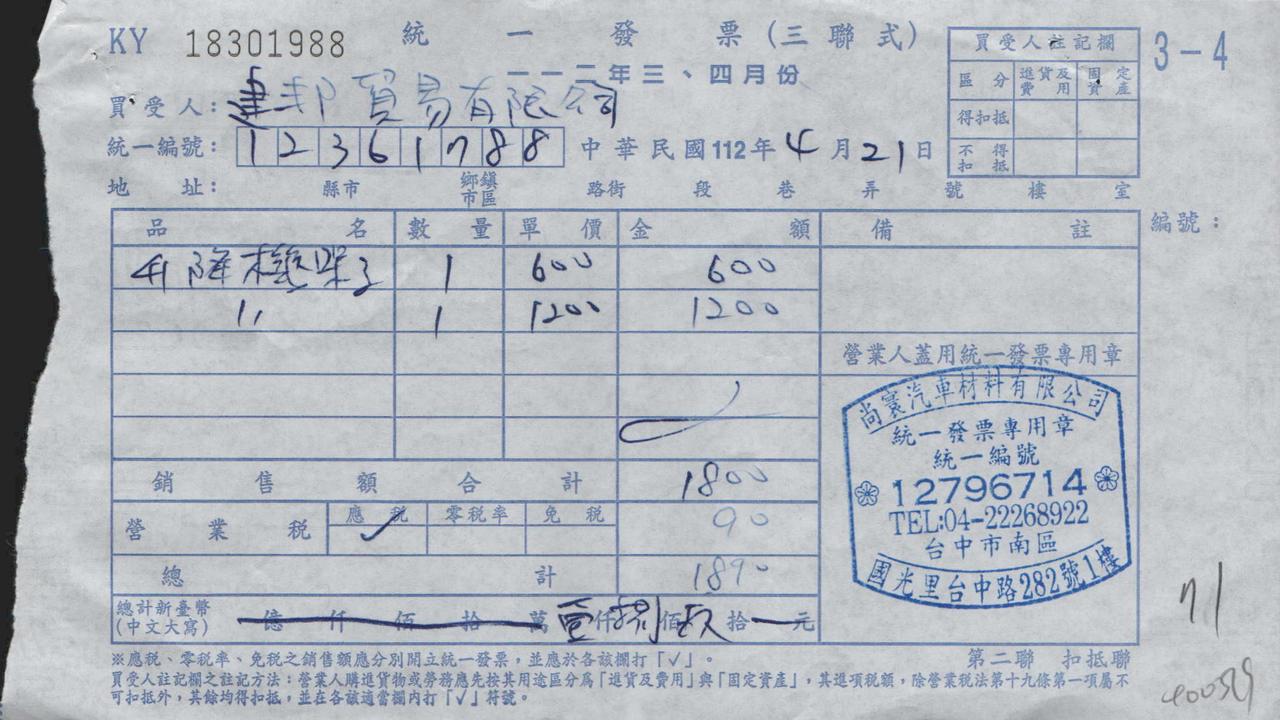 KY 18301988 統一發票(三聯式) 3-4
一一二年三、四月份
買受人註記欄
區分 進貨及費用 固定資產
得扣抵
不得扣抵
買受人:建邦貿易有限公司
統一編號:12361788 中華民國112年4月21日
地址: 縣市 鄉鎮市區 路街 段 巷 弄 號 樓 室
品名 數量 單價 金額 備註 編號:
升降機 1 600 600
〃 1 1200 1200
營業人蓋用統一發票專用章
尚寰汽車材料有限公司
統一發票專用章
統一編號
12796714
TEL:04-22268922
台中市南區
國光里台中路282號1樓
銷售額合計 1800
營業稅 應稅 ✓ 零稅率 免稅 90
總計 1890
總計新臺幣(中文大寫) 億仟佰拾萬壹仟捌佰玖拾元
71
※應稅、零稅率、免稅之銷售額應分別開立統一發票,並應於各該欄打「✓」。 第二聯 扣抵聯
買受人註記欄之註記方法:營業人購進貨物或勞務應先按其用途區分為「進貨及費用」與「固定資產」,其進項稅額,除營業稅法第十九條第一項屬不
可扣抵外,其餘均得扣抵,並在各該適當欄內打「✓」符號。